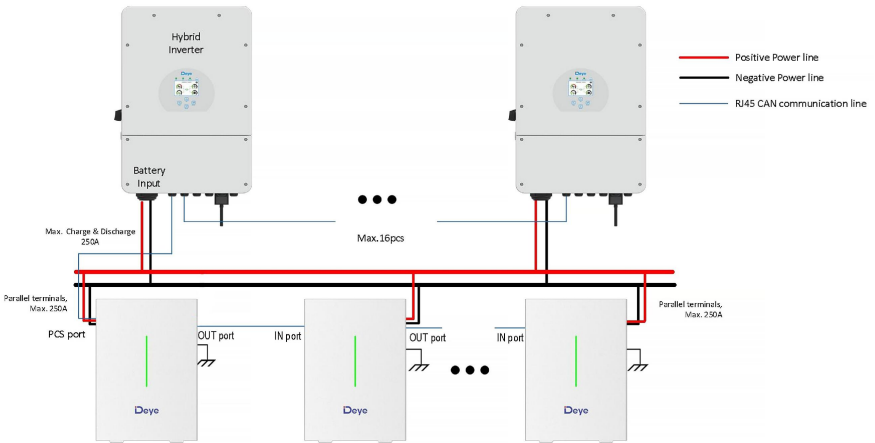 Hybrid
Inverter
Deye
Deye
Positive Power line
Negative Power line
RJ45 CAN communication line
Battery
Input
Max. Charge & Discharge
250A
Max.16pcs
Parallel terminals,
Max. 250A
Parallel terminals,
Max. 250A
PCS port
OUT port
IN port
OUT port
IN port
Deye
Deye
Deye